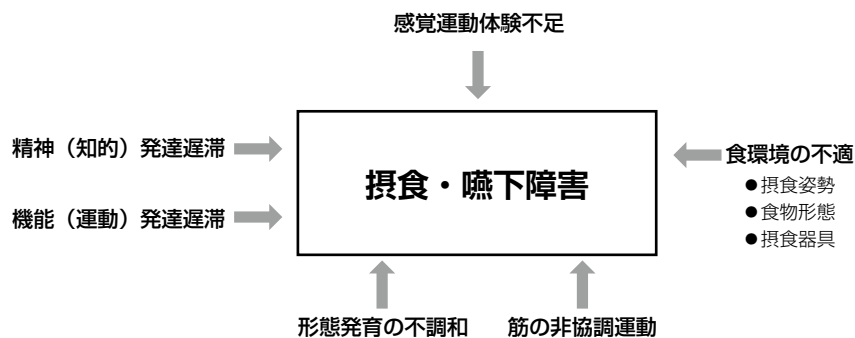 感覚運動体験不足
精神（知的）発達遅滞
機能（運動）発達遅滞
摂食・嚥下障害
食環境の不適
●摂食姿勢
●食物形態
●摂食器具
形態発育の不調和
筋の非協調運動